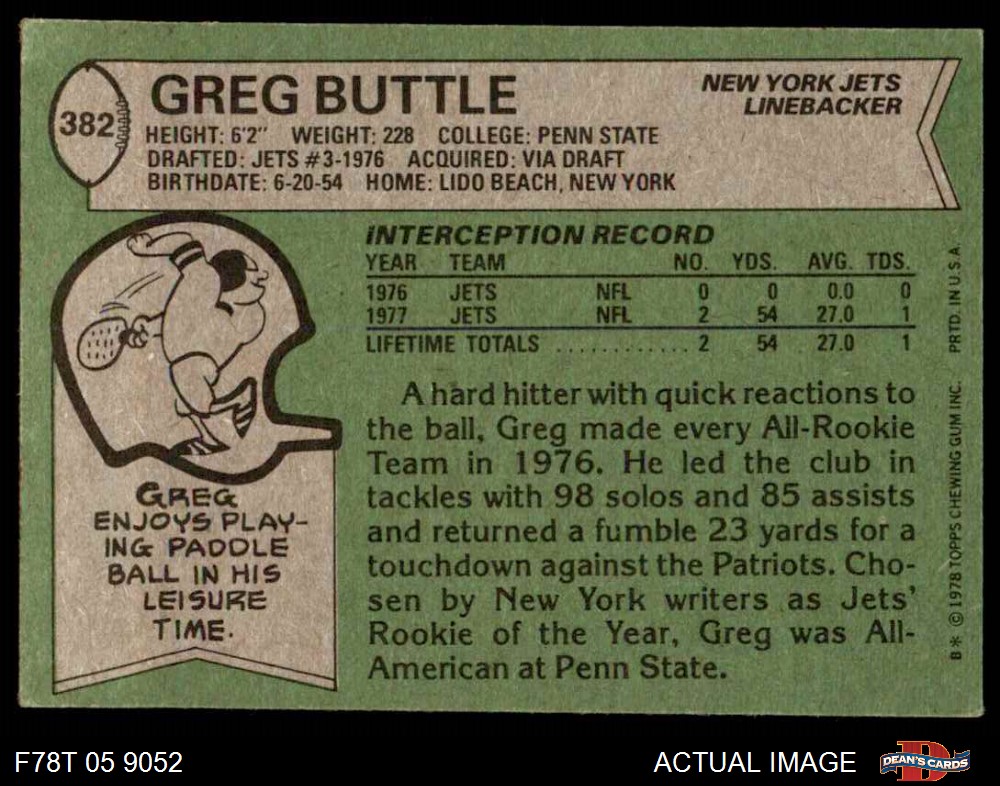 382
GREG BUTTLE
NEW YORK JETS
LINEBACKER
HEIGHT: 6'2" WEIGHT: 228 COLLEGE: PENN STATE
DRAFTED: JETS #3-1976 ACQUIRED: VIA DRAFT
BIRTHDATE: 6-20-54 HOME: LIDO BEACH, NEW YORK
INTERCEPTION RECORD
YEAR TEAM NO. YDS. AVG. TDS.
1976 JETS NFL 0 0 0.0 0
1977 JETS NFL 2 54 27.0 1
LIFETIME TOTALS ............ 2 54 27.0 1
A hard hitter with quick reactions to
the ball, Greg made every All-Rookie
Team in 1976. He led the club in
tackles with 98 solos and 85 assists
and returned a fumble 23 yards for a
touchdown against the Patriots. Cho-
sen by New York writers as Jets'
Rookie of the Year, Greg was All-
American at Penn State.
GREG
ENJOYS PLAY-
ING PADDLE
BALL IN HIS
LEISURE
TIME.
B* © 1978 TOPPS CHEWING GUM INC. PRTD. IN U.S.A.
F78T 05 9052
ACTUAL IMAGE
D
DEAN'S CARDS